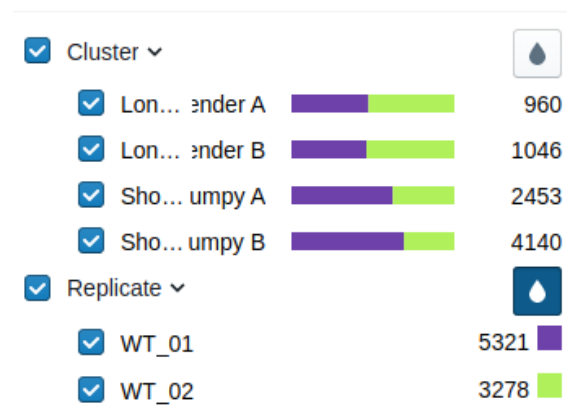 Cluster
Lon… ender A 960
Lon… ender B 1046
Sho… umpy A 2453
Sho… umpy B 4140
Replicate
WT_01 5321
WT_02 3278